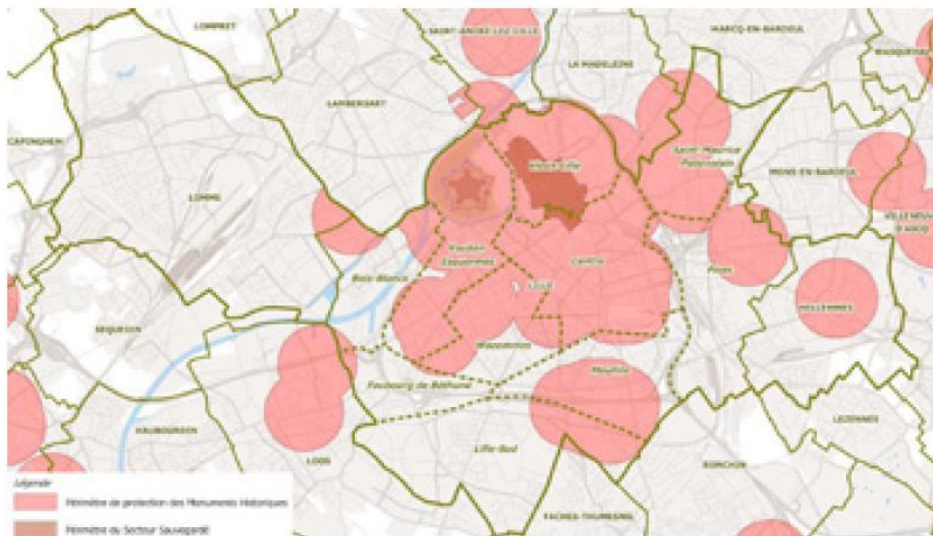 LOMPRET
SAINT-ANDRE-LEZ-LILLE
MARCQ-EN-BAROEUL
WASQUEHAL
LA MADELEINE
LAMBERSART
CAPINGHEM
Saint-Maurice
Pellevoisin
Vieux-Lille
MONS-EN-BAROEUL
LOMME
VILLENEUVE
D'ASCQ
Vauban
Esquermes
Centre
Bois-Blancs
Fives
LILLE
HELLEMMES
SEQUEDIN
Wazemmes
Moulins
Faubourg de Béthune
HAUBOURDIN
LEZENNES
Lille-Sud
LOOS
RONCHIN
Légende
Périmètre de protection des Monuments Historiques
FACHES-THUMESNIL
Périmètre du Secteur Sauvegardé